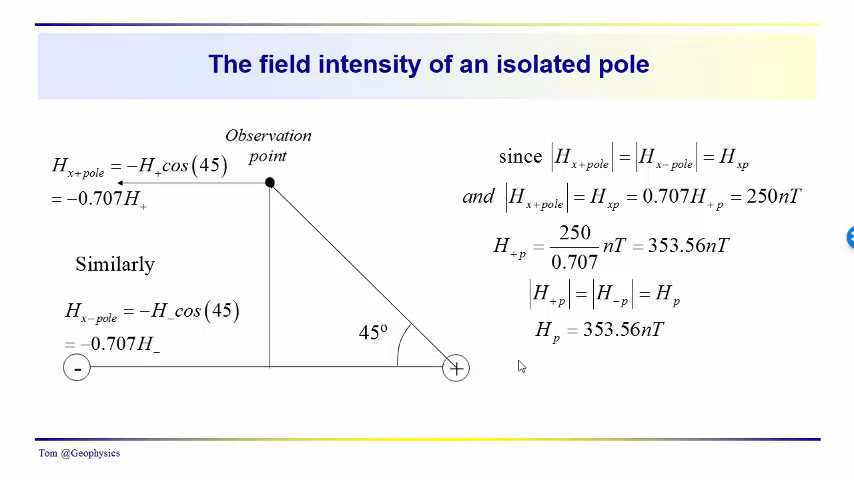 The field intensity of an isolated pole
Observation
point
H_{x+pole} = −H_{+}cos(45)
= −0.707H_{+}
Similarly
H_{x−pole} = −H_{−}cos(45)
= −0.707H_{−}
45º
-
+
since |H_{x+pole}| = |H_{x−pole}| = H_{xp}
and |H_{x+pole}| = H_{xp} = 0.707H_{+p} = 250nT
H_{+p} = \frac{250}{0.707} nT = 353.56nT
|H_{+p}| = |H_{−p}| = H_{p}
H_{p} = 353.56nT
Tom @Geophysics